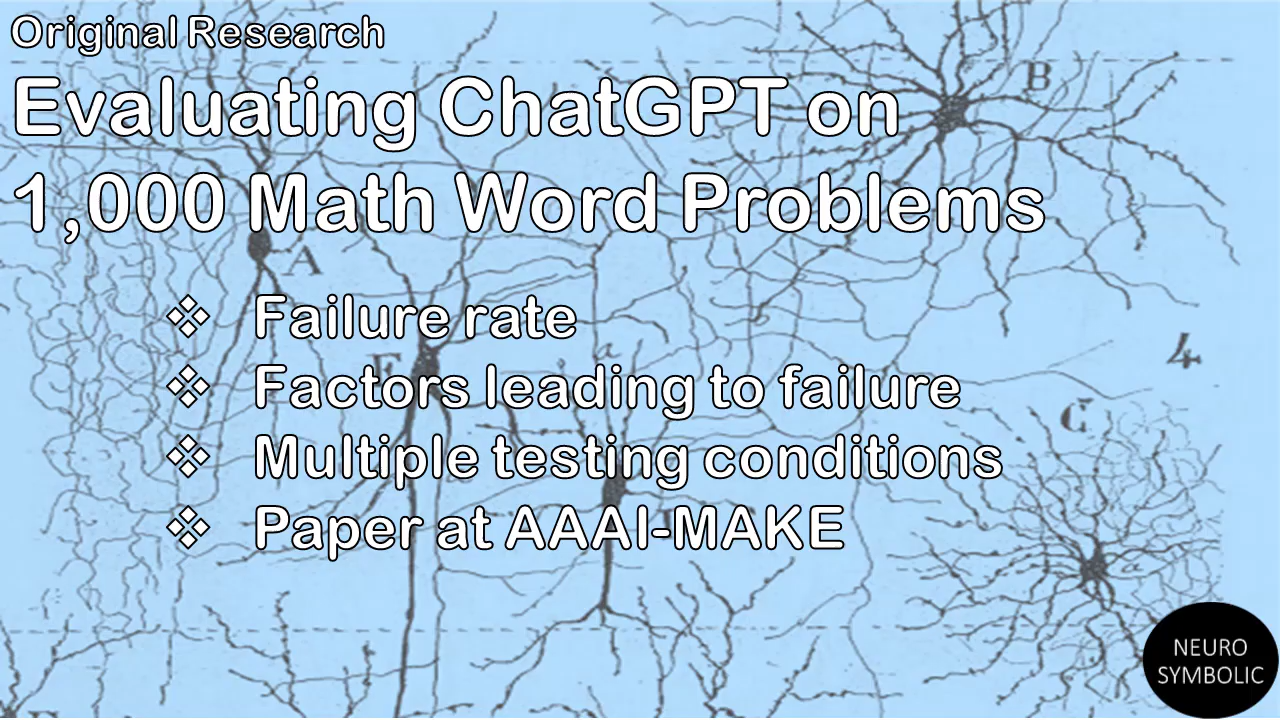 Original Research
Evaluating ChatGPT on
1,000 Math Word Problems
❖ Failure rate
❖ Factors leading to failure
❖ Multiple testing conditions
❖ Paper at AAAI-MAKE
B
A
F
a
4
C
a
NEURO
SYMBOLIC